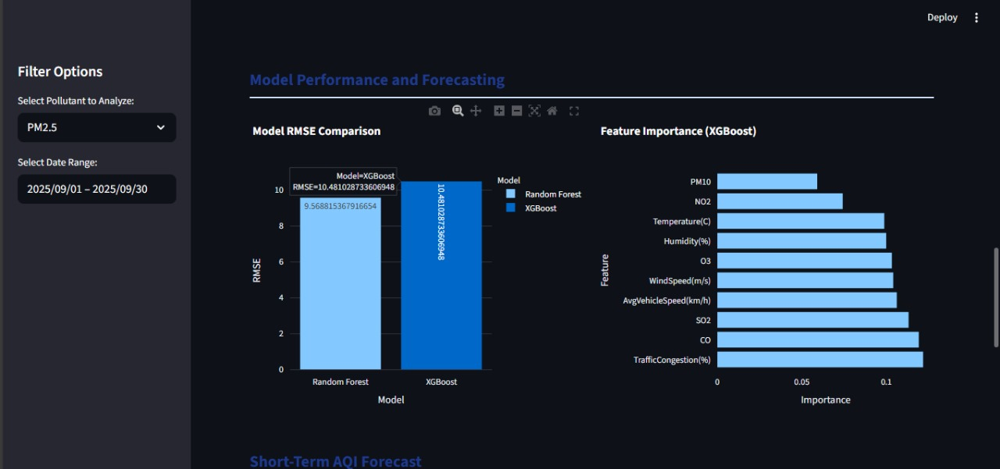 Deploy
Filter Options
Select Pollutant to Analyze:
PM2.5
Select Date Range:
2025/09/01 – 2025/09/30
Model Performance and Forecasting
Model RMSE Comparison
Model=XGBoost
RMSE=10.481028733606948
9.568815367916654
10.481028733606948
10
8
6
4
2
0
RMSE
Random Forest
XGBoost
Model
Model
Random Forest
XGBoost
Feature Importance (XGBoost)
PM10
NO2
Temperature(C)
Humidity(%)
O3
WindSpeed(m/s)
AvgVehicleSpeed(km/h)
SO2
CO
TrafficCongestion(%)
Feature
0
0.05
0.1
Importance
Short-Term AQI Forecast